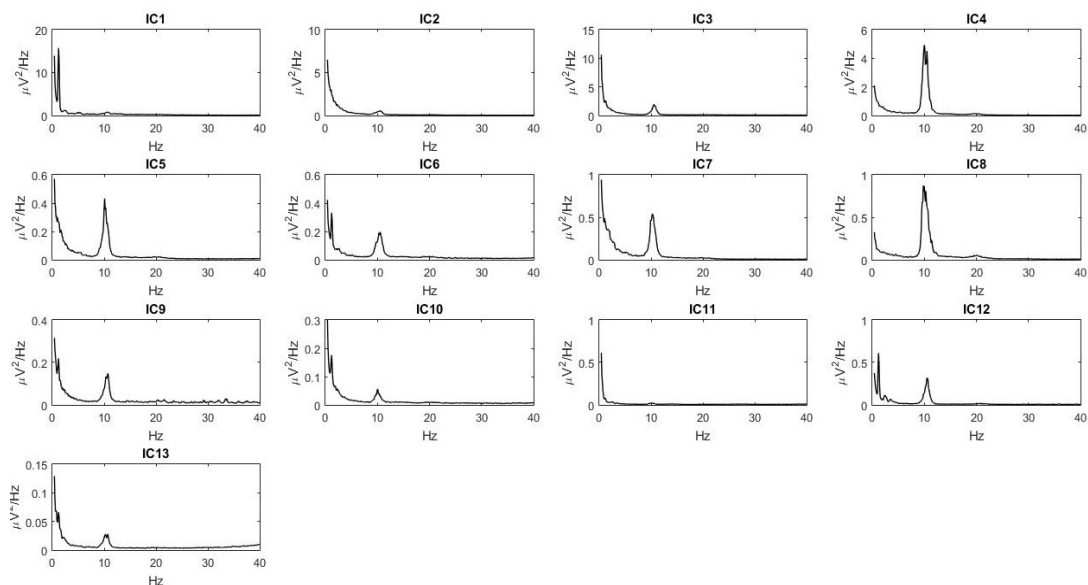 IC1 IC2 IC3 IC4
20 10 15 6
μV²/Hz μV²/Hz μV²/Hz μV²/Hz
10 5 10 5 4 2
0 0 0 0
0 10 20 30 40 0 10 20 30 40 0 10 20 30 40 0 10 20 30 40
Hz Hz Hz Hz
IC5 IC6 IC7 IC8
0.6 0.6 1 1
μV²/Hz μV²/Hz μV²/Hz μV²/Hz
0.4 0.4 0.5 0.5
0.2 0.2
0 0 0 0
0 10 20 30 40 0 10 20 30 40 0 10 20 30 40 0 10 20 30 40
Hz Hz Hz Hz
IC9 IC10 IC11 IC12
0.4 0.3 1 1
μV²/Hz μV²/Hz μV²/Hz μV²/Hz
0.2 0.2 0.5 0.5
0.1
0 0 0 0
0 10 20 30 40 0 10 20 30 40 0 10 20 30 40 0 10 20 30 40
Hz Hz Hz Hz
IC13
0.15
μV²/Hz
0.1
0.05
0
0 10 20 30 40
Hz